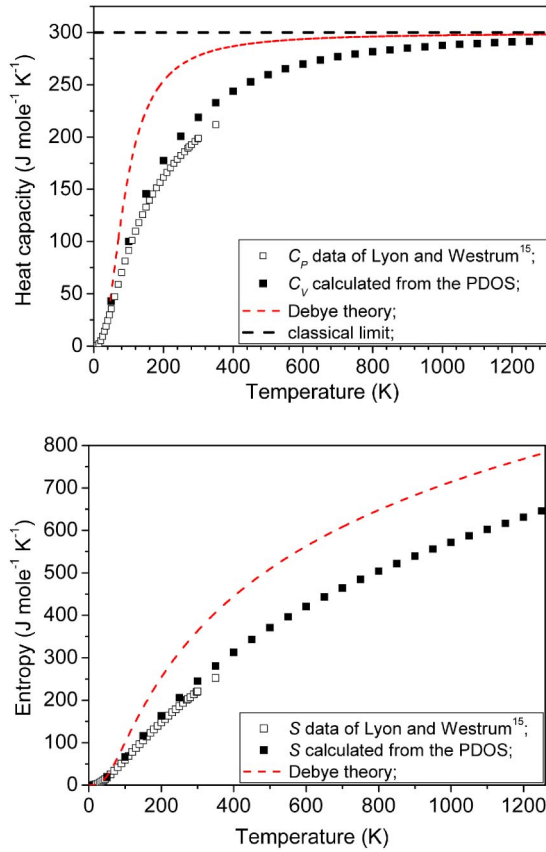 Heat capacity (J mole⁻¹ K⁻¹)
300
250
200
150
100
50
0
□ C_P data of Lyon and Westrum¹⁵;
■ C_V calculated from the PDOS;
Debye theory;
classical limit;
0 200 400 600 800 1000 1200
Temperature (K)
Entropy (J mole⁻¹ K⁻¹)
800
700
600
500
400
300
200
100
0
□ S data of Lyon and Westrum¹⁵;
■ S calculated from the PDOS;
Debye theory;
0 200 400 600 800 1000 1200
Temperature (K)